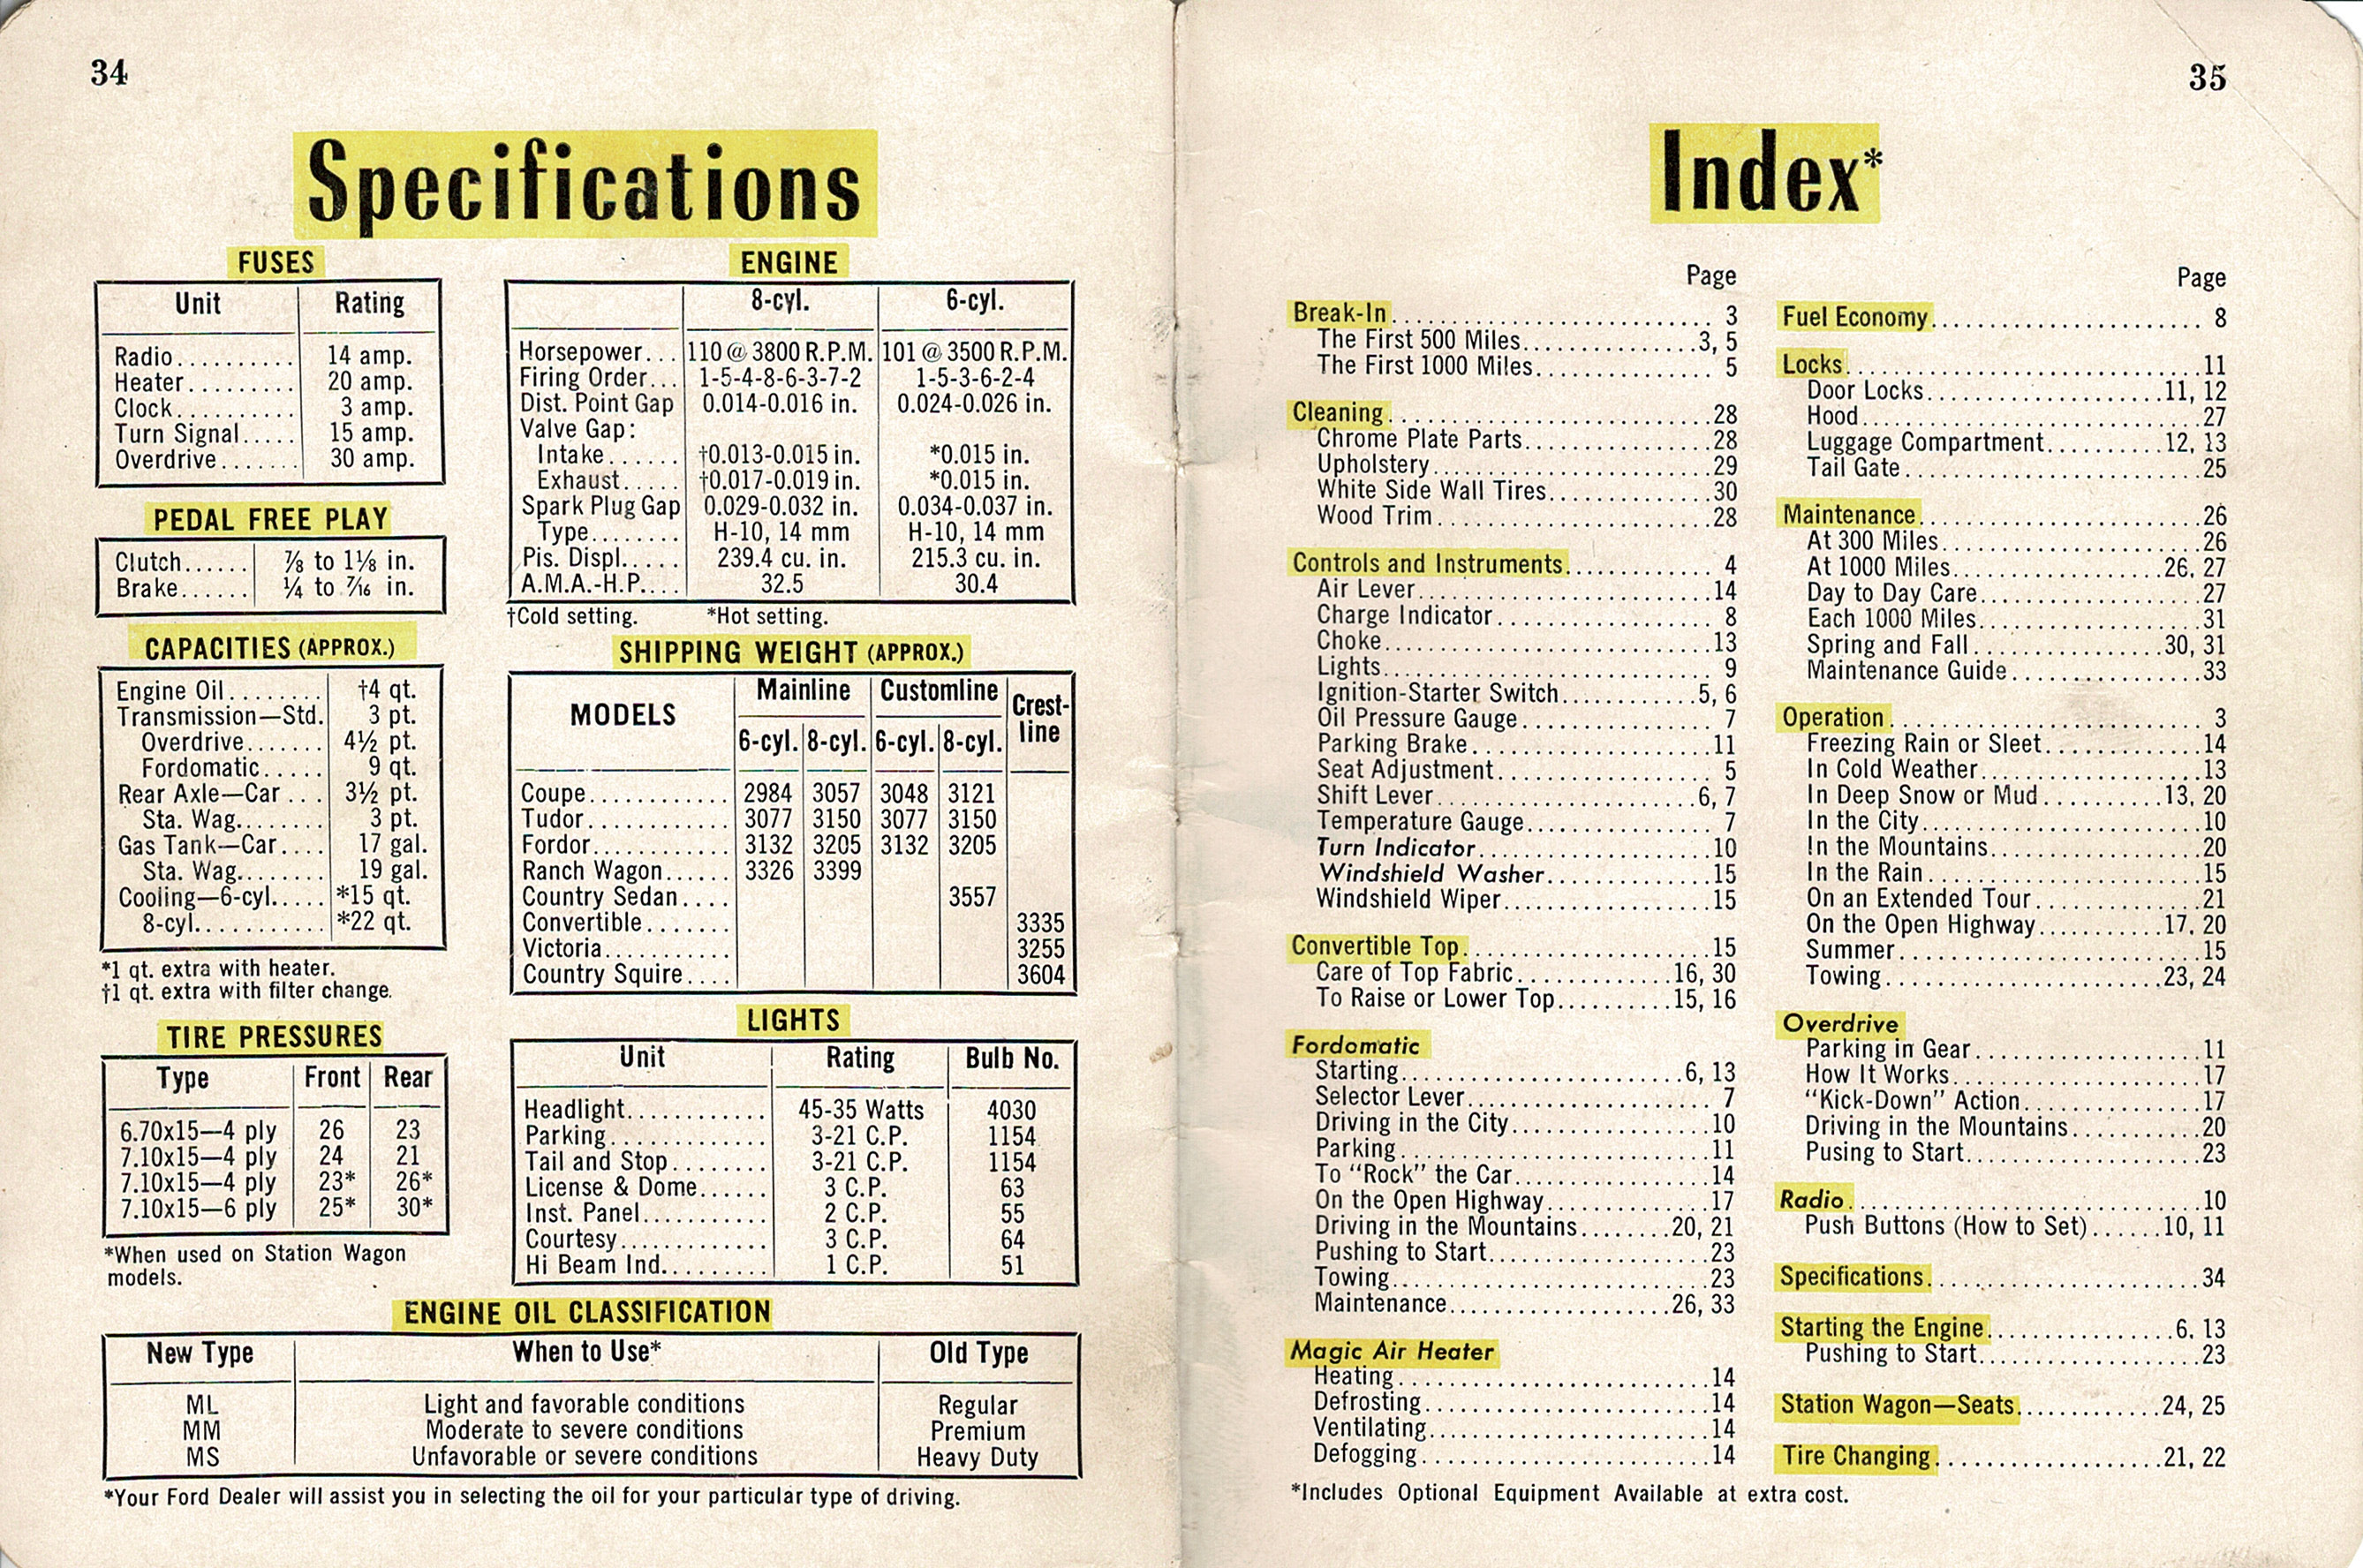 34
Specifications
FUSES
Unit Rating
Radio.......... 14 amp.
Heater......... 20 amp.
Clock.......... 3 amp.
Turn Signal..... 15 amp.
Overdrive....... 30 amp.
PEDAL FREE PLAY
Clutch...... ⅞ to 1⅛ in.
Brake...... ¼ to 7/16 in.
CAPACITIES (APPROX.)
Engine Oil........ †4 qt.
Transmission—Std. 3 pt.
Overdrive....... 4½ pt.
Fordomatic..... 9 qt.
Rear Axle—Car... 3½ pt.
Sta. Wag........ 3 pt.
Gas Tank—Car.... 17 gal.
Sta. Wag........ 19 gal.
Cooling—6-cyl..... *15 qt.
8-cyl........... *22 qt.
*1 qt. extra with heater.
†1 qt. extra with filter change.
TIRE PRESSURES
Type Front Rear
6.70x15—4 ply 26 23
7.10x15—4 ply 24 21
7.10x15—4 ply 23* 26*
7.10x15—6 ply 25* 30*
*When used on Station Wagon
models.
ENGINE
8-cyl. 6-cyl.
Horsepower... 110 @ 3800 R.P.M. 101 @ 3500 R.P.M.
Firing Order... 1-5-4-8-6-3-7-2 1-5-3-6-2-4
Dist. Point Gap 0.014-0.016 in. 0.024-0.026 in.
Valve Gap:
Intake...... †0.013-0.015 in. *0.015 in.
Exhaust..... †0.017-0.019 in. *0.015 in.
Spark Plug Gap 0.029-0.032 in. 0.034-0.037 in.
Type........ H-10, 14 mm H-10, 14 mm
Pis. Displ..... 239.4 cu. in. 215.3 cu. in.
A.M.A.-H.P.... 32.5 30.4
†Cold setting. *Hot setting.
SHIPPING WEIGHT (APPROX.)
MODELS Mainline Customline Crest-
line
6-cyl. 8-cyl. 6-cyl. 8-cyl.
Coupe............ 2984 3057 3048 3121
Tudor............ 3077 3150 3077 3150
Fordor............ 3132 3205 3132 3205
Ranch Wagon...... 3326 3399
Country Sedan.... 3557
Convertible....... 3335
Victoria........... 3255
Country Squire.... 3604
LIGHTS
Unit Rating Bulb No.
Headlight............ 45-35 Watts 4030
Parking............. 3-21 C.P. 1154
Tail and Stop........ 3-21 C.P. 1154
License & Dome...... 3 C.P. 63
Inst. Panel........... 2 C.P. 55
Courtesy............. 3 C.P. 64
Hi Beam Ind......... 1 C.P. 51
ENGINE OIL CLASSIFICATION
New Type When to Use* Old Type
ML Light and favorable conditions Regular
MM Moderate to severe conditions Premium
MS Unfavorable or severe conditions Heavy Duty
*Your Ford Dealer will assist you in selecting the oil for your particular type of driving.
35
Index*
Page
Break-In............................ 3
The First 500 Miles...............3, 5
The First 1000 Miles............... 5
Cleaning............................28
Chrome Plate Parts................28
Upholstery........................29
White Side Wall Tires..............30
Wood Trim........................28
Controls and Instruments............ 4
Air Lever..........................14
Charge Indicator................... 8
Choke.............................13
Lights............................. 9
Ignition-Starter Switch............5, 6
Oil Pressure Gauge................ 7
Parking Brake.....................11
Seat Adjustment................... 5
Shift Lever.......................6, 7
Temperature Gauge................ 7
Turn Indicator....................10
Windshield Washer...............15
Windshield Wiper..................15
Convertible Top......................15
Care of Top Fabric.............16, 30
To Raise or Lower Top..........15, 16
Fordomatic
Starting.........................6, 13
Selector Lever..................... 7
Driving in the City.................10
Parking...........................11
To “Rock” the Car.................14
On the Open Highway..............17
Driving in the Mountains........20, 21
Pushing to Start...................23
Towing............................23
Maintenance...................26, 33
Magic Air Heater
Heating...........................14
Defrosting........................14
Ventilating........................14
Defogging.........................14
Page
Fuel Economy........................ 8
Locks..............................11
Door Locks.....................11, 12
Hood..............................27
Luggage Compartment..........12, 13
Tail Gate..........................25
Maintenance........................26
At 300 Miles.......................26
At 1000 Miles..................26, 27
Day to Day Care...................27
Each 1000 Miles...................31
Spring and Fall.................30, 31
Maintenance Guide................33
Operation........................... 3
Freezing Rain or Sleet..............14
In Cold Weather...................13
In Deep Snow or Mud..........13, 20
In the City........................10
In the Mountains..................20
In the Rain........................15
On an Extended Tour..............21
On the Open Highway..........17, 20
Summer...........................15
Towing........................23, 24
Overdrive
Parking in Gear...................11
How It Works.....................17
“Kick-Down” Action................17
Driving in the Mountains...........20
Pusing to Start....................23
Radio..............................10
Push Buttons (How to Set)......10, 11
Specifications........................34
Starting the Engine...............6, 13
Pushing to Start...................23
Station Wagon—Seats............24, 25
Tire Changing...................21, 22
*Includes Optional Equipment Available at extra cost.